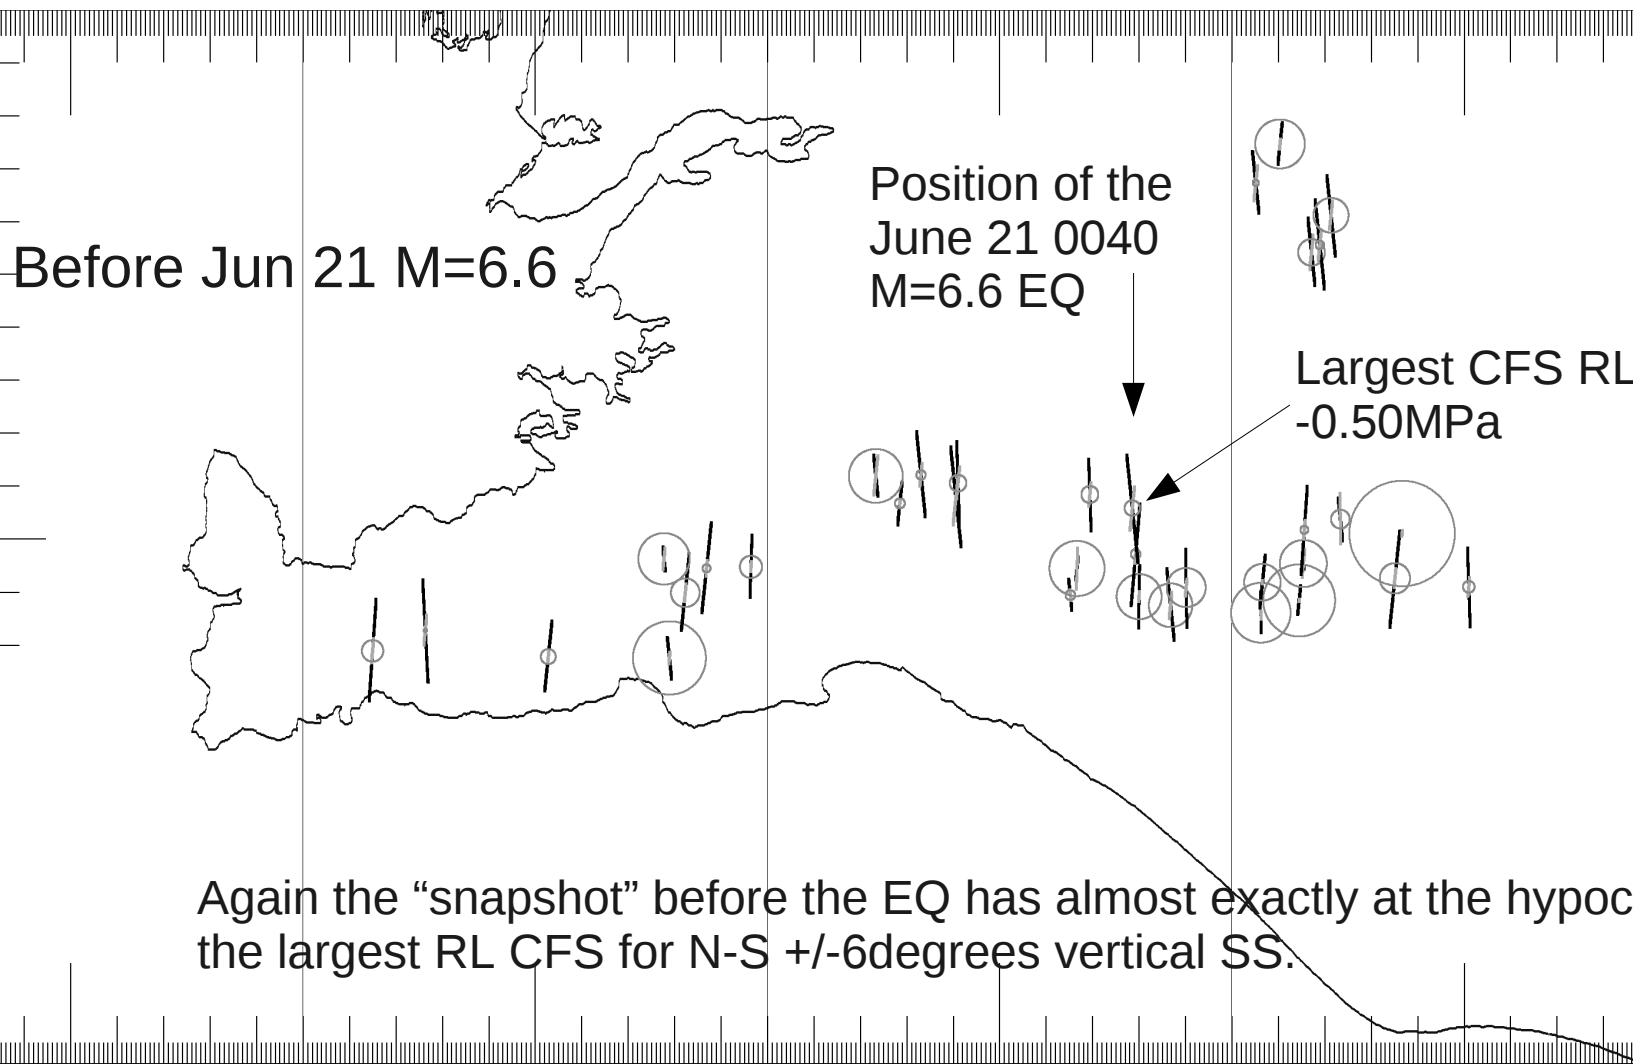 Position of the
June 21 0040
M=6.6 EQ
Before Jun 21 M=6.6
Largest CFS RL
-0.50MPa
Again the “snapshot” before the EQ has almost exactly at the hypoc
the largest RL CFS for N-S +/-6degrees vertical SS.